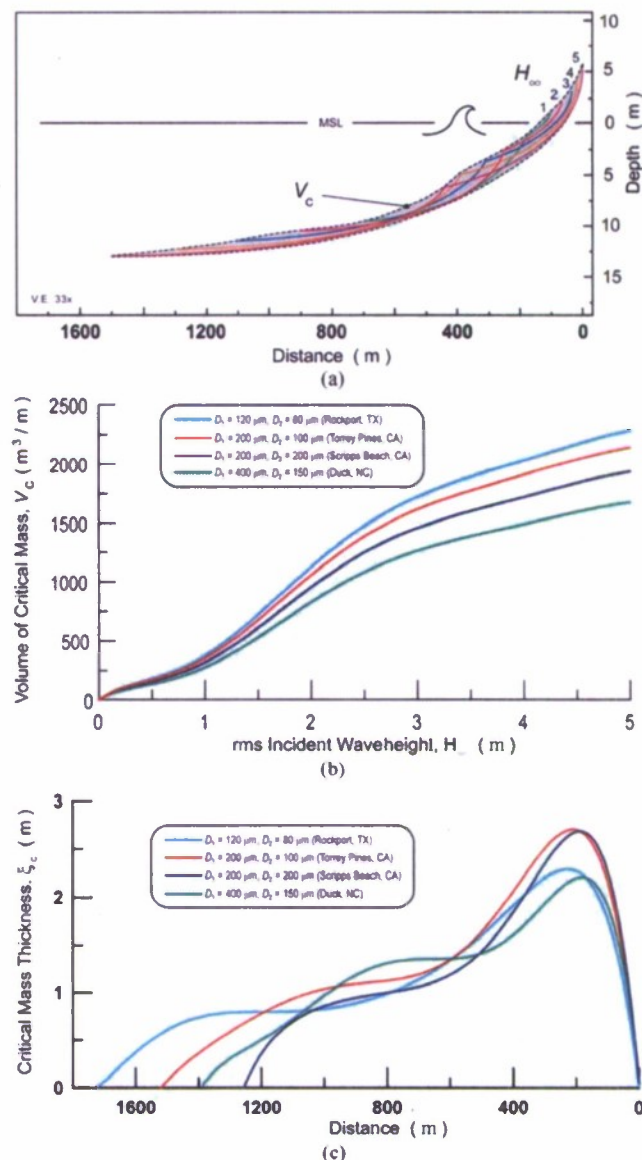 10
5
0
5
10
15
Depth ( m )
H∞
1
2
3
4
5
MSL
Vc
V.E. 33x
1600
1200
800
400
0
Distance ( m )
(a)
2500
2000
1500
1000
500
0
Volume of Critical Mass, Vc ( m³ / m )
D₁ = 120 μm, D₂ = 80 μm (Rockport, TX)
D₁ = 200 μm, D₂ = 100 μm (Torrey Pines, CA)
D₁ = 200 μm, D₂ = 200 μm (Scripps Beach, CA)
D₁ = 400 μm, D₂ = 150 μm (Duck, NC)
0
1
2
3
4
5
rms Incident Waveheight, H ( m )
(b)
3
2
1
0
Critical Mass Thickness, ξc ( m )
D₁ = 120 μm, D₂ = 80 μm (Rockport, TX)
D₁ = 200 μm, D₂ = 100 μm (Torrey Pines, CA)
D₁ = 200 μm, D₂ = 200 μm (Scripps Beach, CA)
D₁ = 400 μm, D₂ = 150 μm (Duck, NC)
1600
1200
800
400
0
Distance ( m )
(c)